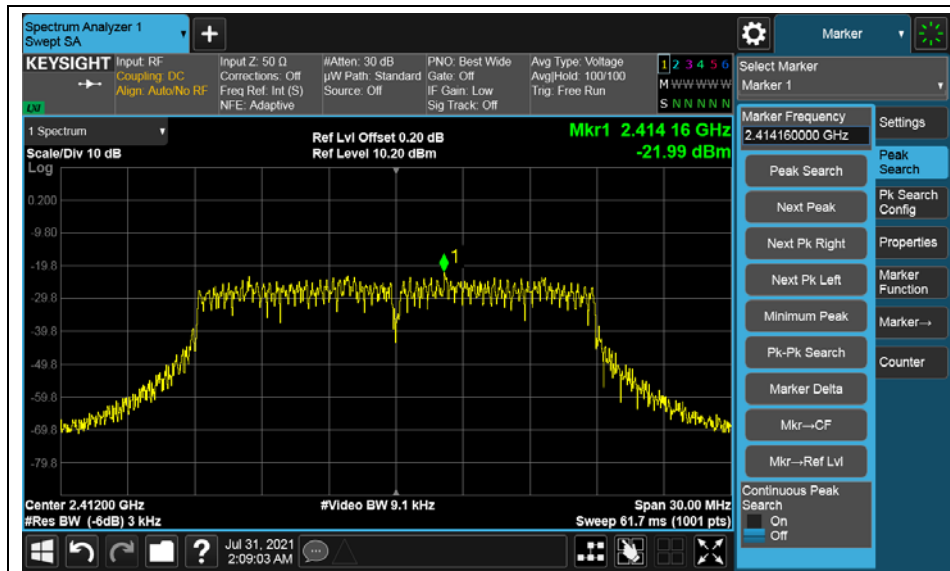 Spectrum Analyzer 1
Swept SA
+
Marker
KEYSIGHT
Input: RF
Coupling: DC
Align: Auto/No RF
Input Z: 50 Ω
Corrections: Off
Freq Ref: Int (S)
NFE: Adaptive
#Atten: 30 dB
µW Path: Standard
Source: Off
PNO: Best Wide
Gate: Off
IF Gain: Low
Sig Track: Off
Avg Type: Voltage
Avg|Hold: 100/100
Trig: Free Run
1 2 3 4 5 6
M W W W W W
S N N N N N
LXI
Select Marker
Marker 1
1 Spectrum
Scale/Div 10 dB
Log
Ref Lvl Offset 0.20 dB
Ref Level 10.20 dBm
Mkr1 2.414 16 GHz
-21.99 dBm
0.200
-9.80
-19.8
-29.8
-39.8
-49.8
-59.8
-69.8
-79.8
1
Center 2.41200 GHz
#Res BW (-6dB) 3 kHz
#Video BW 9.1 kHz
Span 30.00 MHz
Sweep 61.7 ms (1001 pts)
Marker Frequency
2.414160000 GHz
Peak Search
Next Peak
Next Pk Right
Next Pk Left
Minimum Peak
Pk-Pk Search
Marker Delta
Mkr→CF
Mkr→Ref Lvl
Continuous Peak
Search
On
Off
Settings
Peak
Search
Pk Search
Config
Properties
Marker
Function
Marker→
Counter
?
Jul 31, 2021
2:09:03 AM